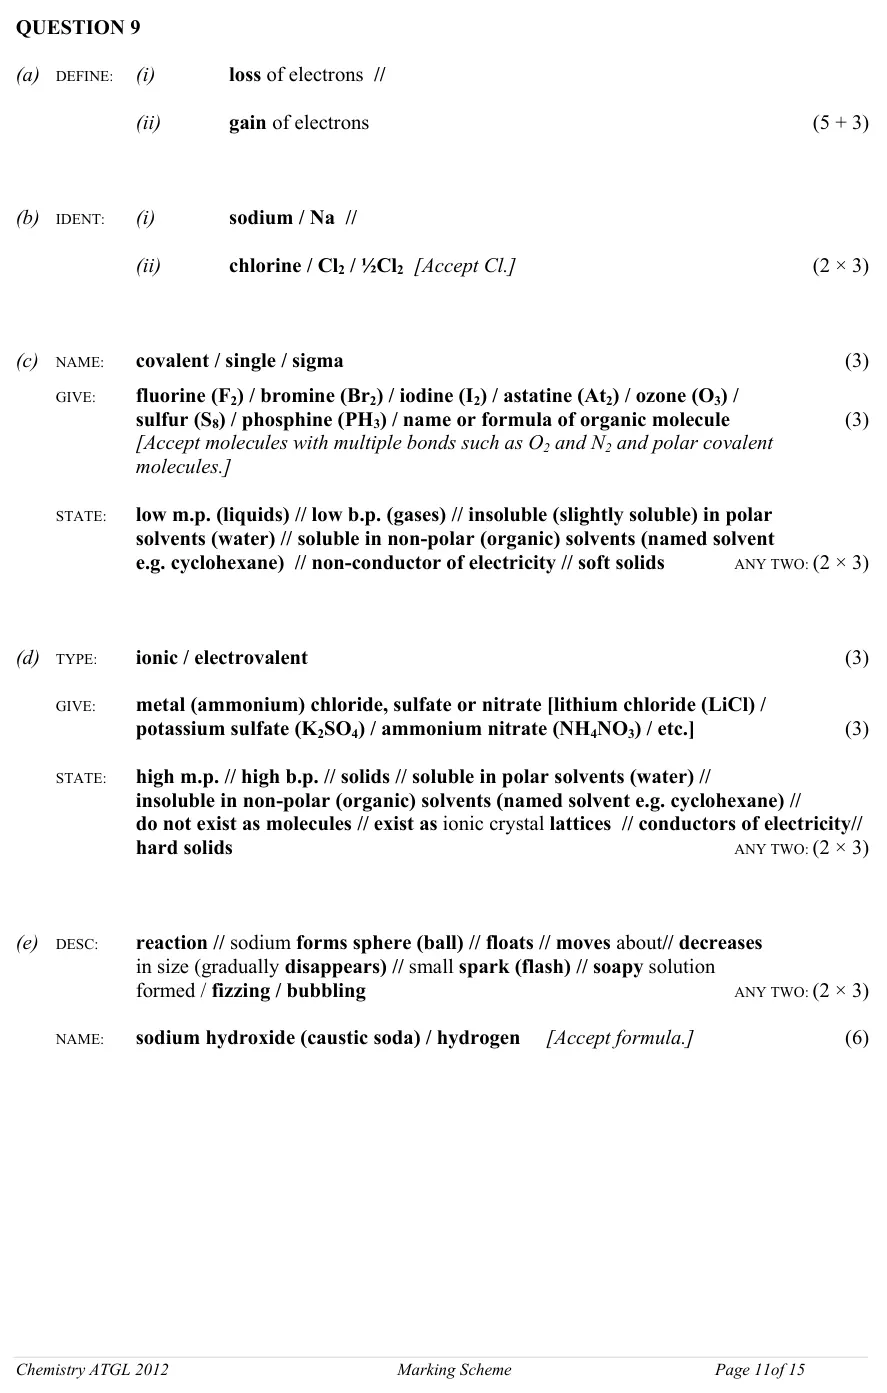 QUESTION 9
(a) DEFINE: (i) loss of electrons //
(ii) gain of electrons (5 + 3)
(b) IDENT: (i) sodium / Na //
(ii) chlorine / Cl₂ / ½Cl₂ [Accept Cl.] (2 × 3)
(c) NAME: covalent / single / sigma (3)
GIVE: fluorine (F₂) / bromine (Br₂) / iodine (I₂) / astatine (At₂) / ozone (O₃) /
sulfur (S₈) / phosphine (PH₃) / name or formula of organic molecule (3)
[Accept molecules with multiple bonds such as O₂ and N₂ and polar covalent
molecules.]
STATE: low m.p. (liquids) // low b.p. (gases) // insoluble (slightly soluble) in polar
solvents (water) // soluble in non-polar (organic) solvents (named solvent
e.g. cyclohexane) // non-conductor of electricity // soft solids ANY TWO: (2 × 3)
(d) TYPE: ionic / electrovalent (3)
GIVE: metal (ammonium) chloride, sulfate or nitrate [lithium chloride (LiCl) /
potassium sulfate (K₂SO₄) / ammonium nitrate (NH₄NO₃) / etc.] (3)
STATE: high m.p. // high b.p. // solids // soluble in polar solvents (water) //
insoluble in non-polar (organic) solvents (named solvent e.g. cyclohexane) //
do not exist as molecules // exist as ionic crystal lattices // conductors of electricity//
hard solids ANY TWO: (2 × 3)
(e) DESC: reaction // sodium forms sphere (ball) // floats // moves about// decreases
in size (gradually disappears) // small spark (flash) // soapy solution
formed / fizzing / bubbling ANY TWO: (2 × 3)
NAME: sodium hydroxide (caustic soda) / hydrogen [Accept formula.] (6)
Chemistry ATGL 2012 Marking Scheme Page 11of 15